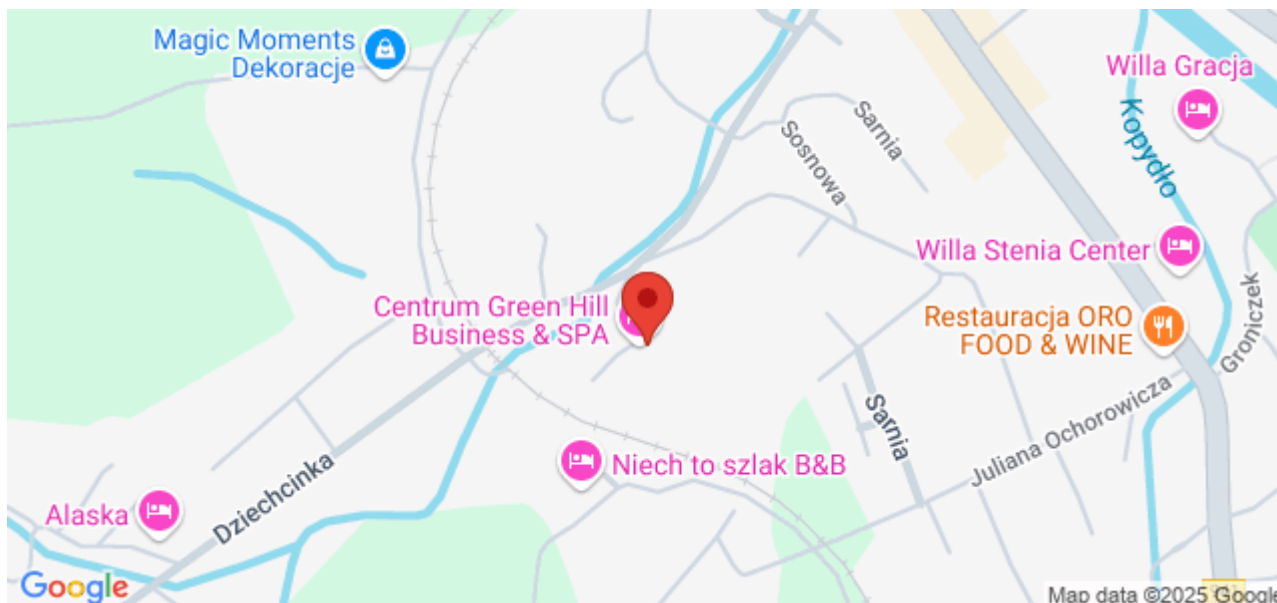 Magic Moments
Dekoracje
Willa Gracja
Kopydło
Sarnia
Sosnowa
Willa Stenia Center
Centrum Green Hill
Business & SPA
Restauracja ORO
FOOD & WINE
Groniczek
Sarnia
Juliana Ochorowicza
Niech to szlak B&B
Dziechcinka
Alaska
Google
Map data ©2025 Google